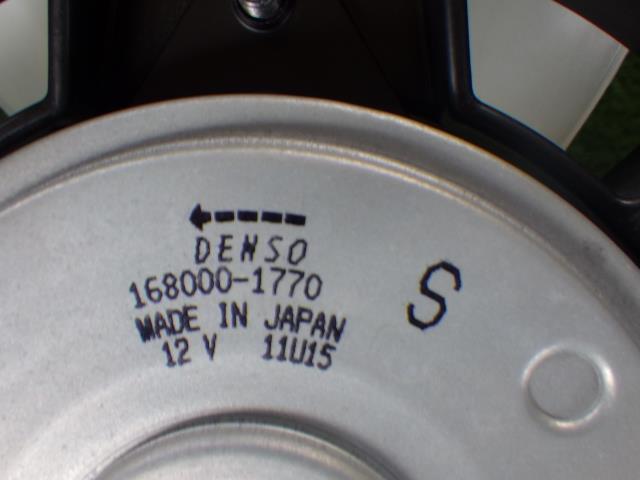 DENSO
168000-1770
S
MADE IN JAPAN
12 V 11U15